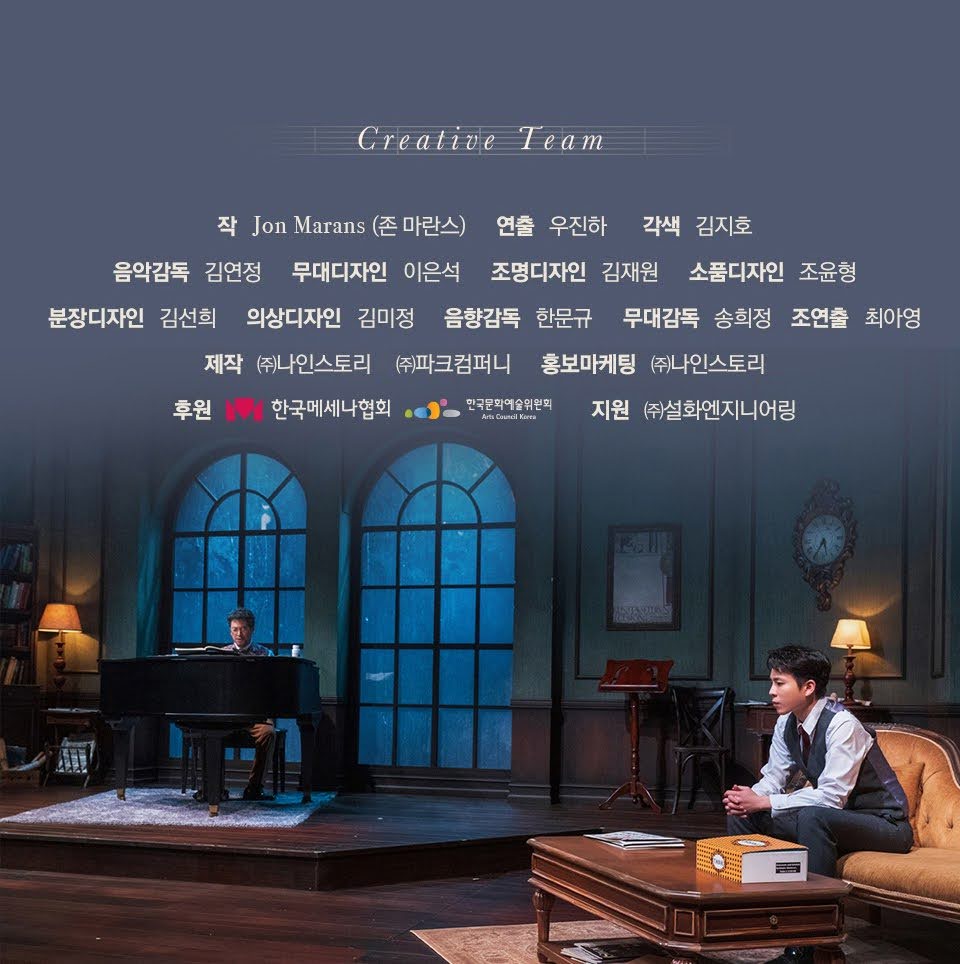 Creative Team
작 Jon Marans (존 마란스) 연출 우진하 각색 김지호
음악감독 김연정 무대디자인 이은석 조명디자인 김재원 소품디자인 조윤형
분장디자인 김선희 의상디자인 김미정 음향감독 한문규 무대감독 송희정 조연출 최아영
제작 ㈜나인스토리 ㈜파크컴퍼니 홍보마케팅 ㈜나인스토리
후원 한국메세나협회 한국문화예술위원회 Arts Council Korea 지원 ㈜설화엔지니어링